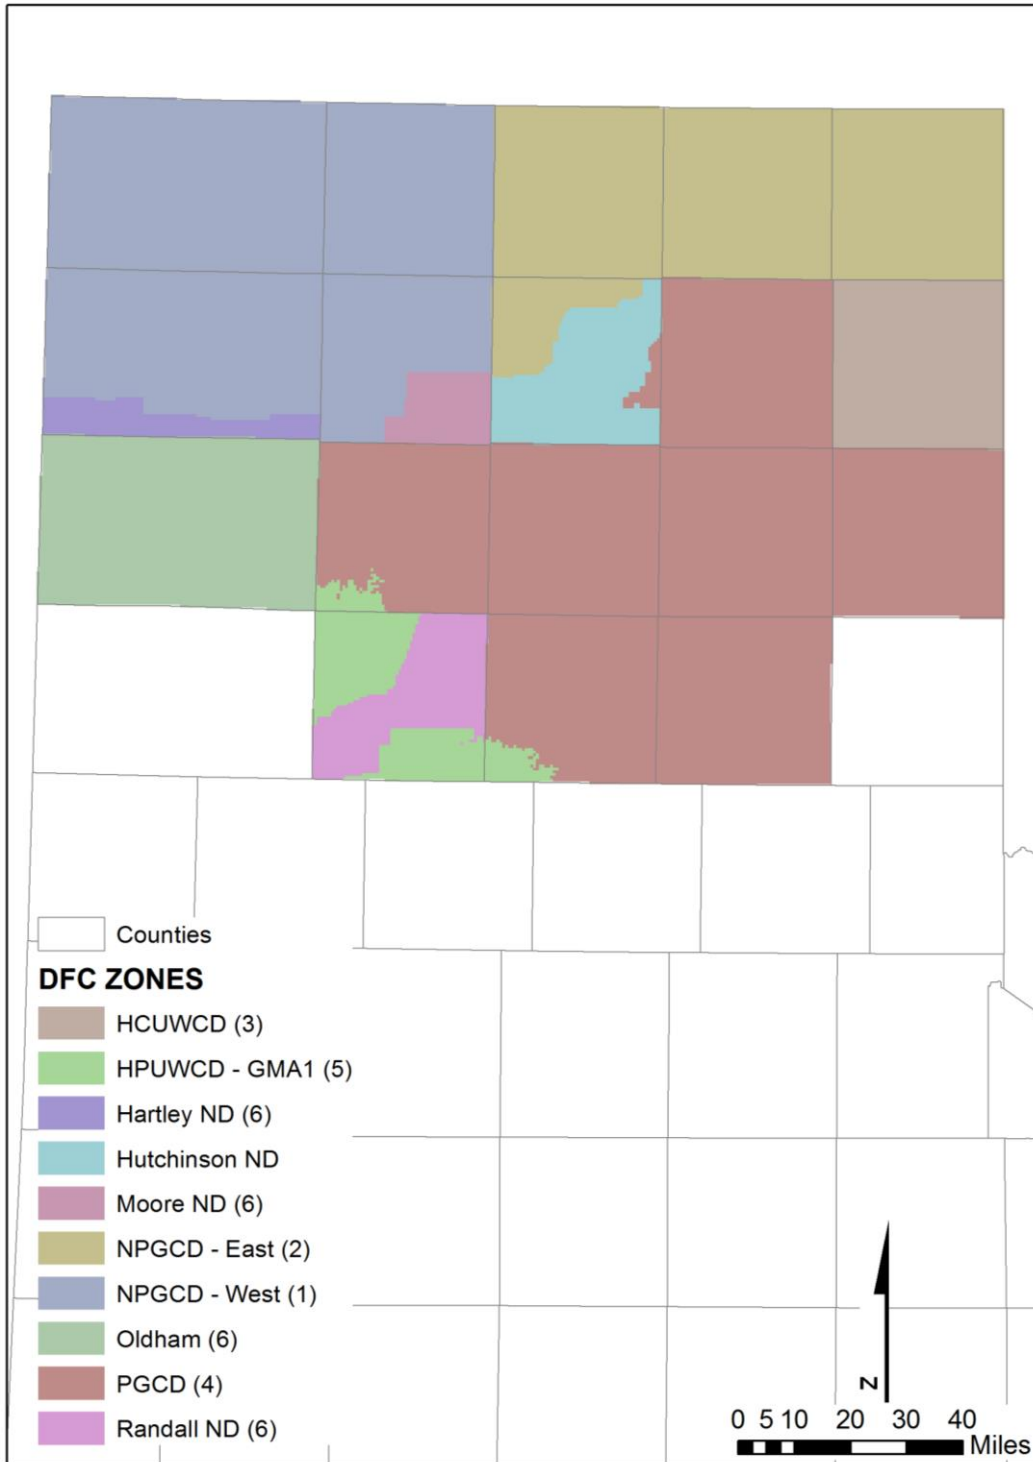 Counties
DFC ZONES
HCUWCD (3)
HPUWCD - GMA1 (5)
Hartley ND (6)
Hutchinson ND
Moore ND (6)
NPGCD - East (2)
NPGCD - West (1)
Oldham (6)
PGCD (4)
Randall ND (6)
N
0 5 10 20 30 40
Miles